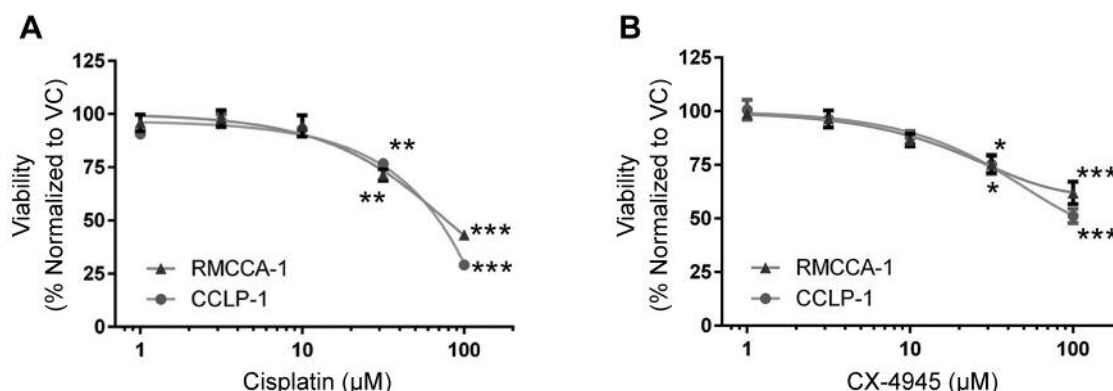 A
Viability
(% Normalized to VC)
125
100
75
50
25
0
**
**
***
***
RMCCA-1
CCLP-1
1
10
100
Cisplatin (µM)
B
Viability
(% Normalized to VC)
125
100
75
50
25
0
*
*
***
***
RMCCA-1
CCLP-1
1
10
100
CX-4945 (µM)